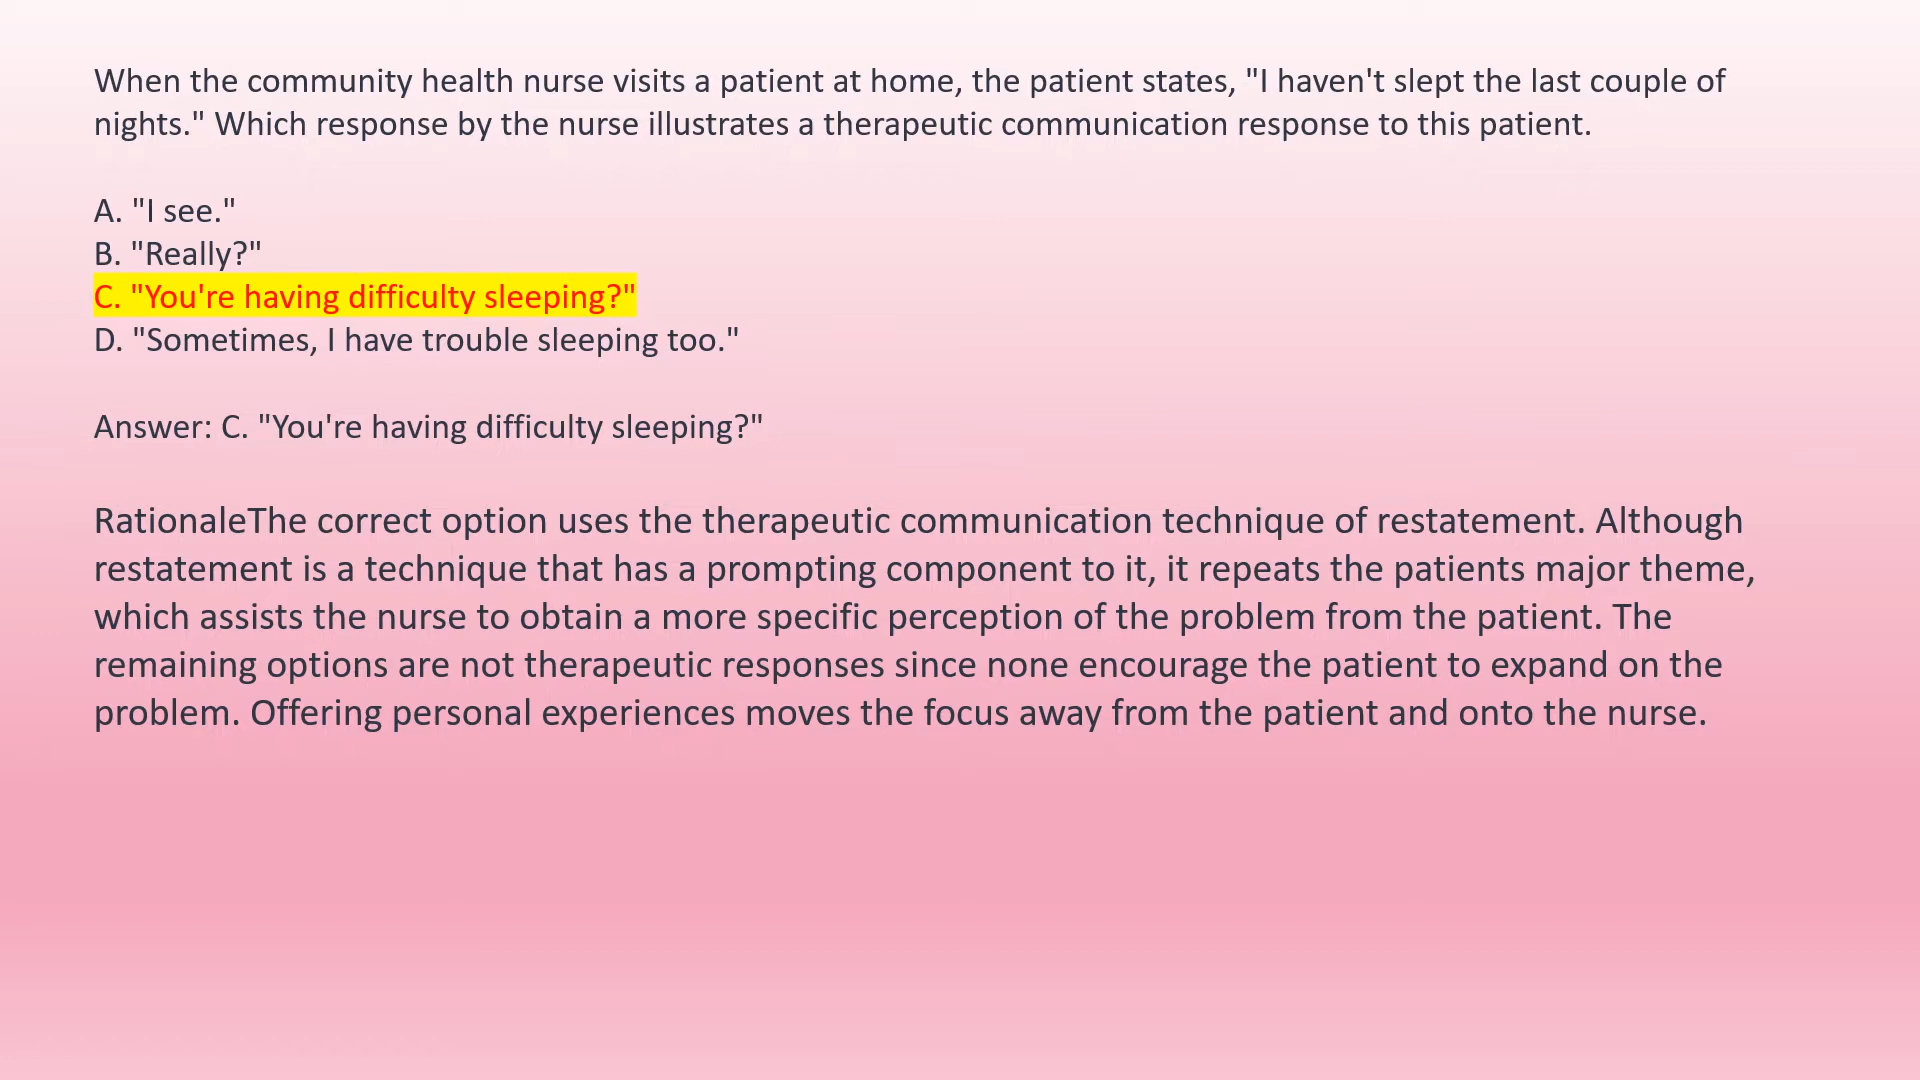 When the community health nurse visits a patient at home, the patient states, "I haven't slept the last couple of
nights." Which response by the nurse illustrates a therapeutic communication response to this patient.
A. "I see."
B. "Really?"
C. "You're having difficulty sleeping?"
D. "Sometimes, I have trouble sleeping too."
Answer: C. "You're having difficulty sleeping?"
RationaleThe correct option uses the therapeutic communication technique of restatement. Although
restatement is a technique that has a prompting component to it, it repeats the patients major theme,
which assists the nurse to obtain a more specific perception of the problem from the patient. The
remaining options are not therapeutic responses since none encourage the patient to expand on the
problem. Offering personal experiences moves the focus away from the patient and onto the nurse.